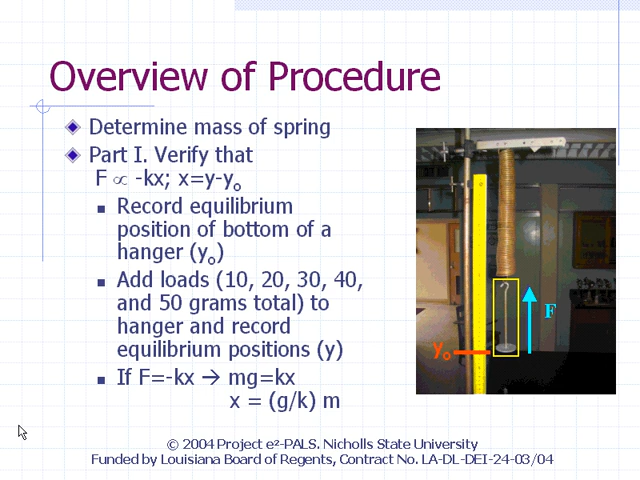 Overview of Procedure
Determine mass of spring
Part I. Verify that
F ∝ -kx; x=y-yₒ
Record equilibrium
position of bottom of a
hanger (yₒ)
Add loads (10, 20, 30, 40,
and 50 grams total) to
hanger and record
equilibrium positions (y)
If F=-kx → mg=kx
x = (g/k) m
F
yₒ
© 2004 Project e²-PALS. Nicholls State University
Funded by Louisiana Board of Regents, Contract No. LA-DL-DEI-24-03/04